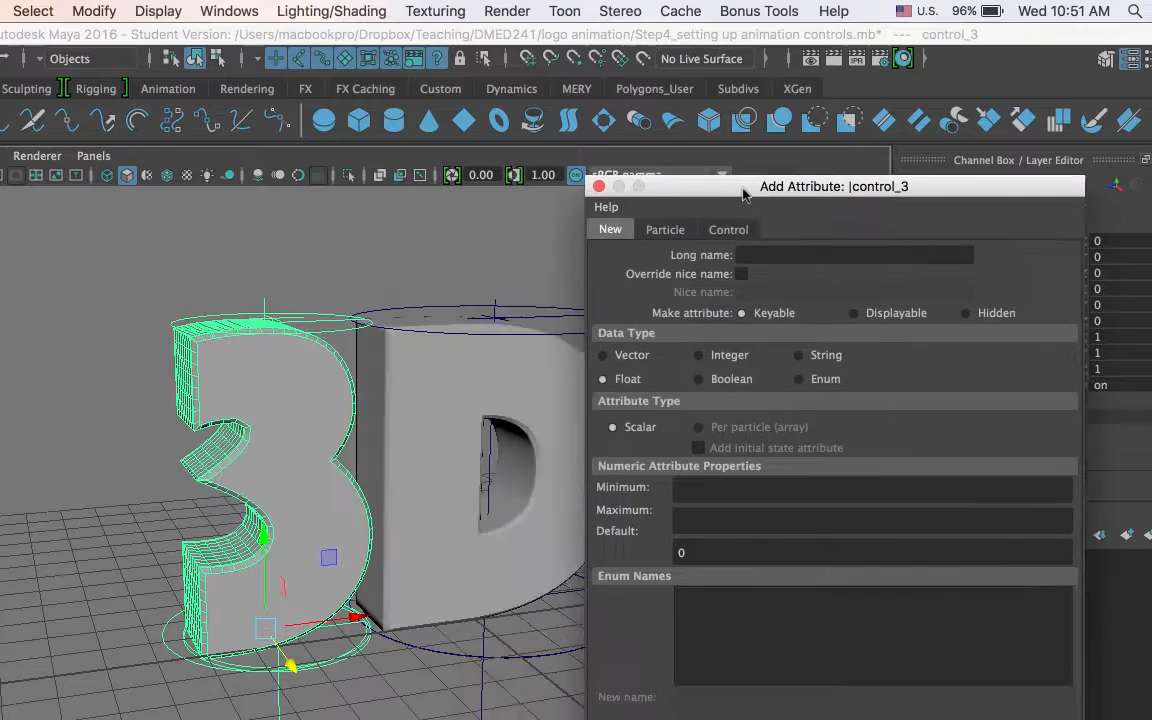 Select Modify Display Windows Lighting/Shading Texturing Render Toon Stereo Cache Bonus Tools Arnold Help U.S. 96% Wed 10:51 AM
utodesk Maya 2016 - Student Version: /Users/macbookpro/Dropbox/Teaching/DMED241/logo animation/Step4_setting up animation controls.mb* --- control_3
Objects No Live Surface
Sculpting Rigging Animation Rendering FX FX Caching Custom Dynamics MERY Polygons_User Subdivs XGen
Renderer Panels Channel Box / Layer Editor
0.00 1.00 sRGB gamma
Add Attribute: |control_3
Help
New Particle Control
Long name: 0
Override nice name: 0
Nice name: 0
Make attribute: Keyable Displayable Hidden 0
0
Data Type 0
1
Vector Integer String 1
1
Float Boolean Enum on
Attribute Type
Scalar Per particle (array)
Add initial state attribute
Numeric Attribute Properties
Minimum:
Maximum:
Default:
0
Enum Names
New name: